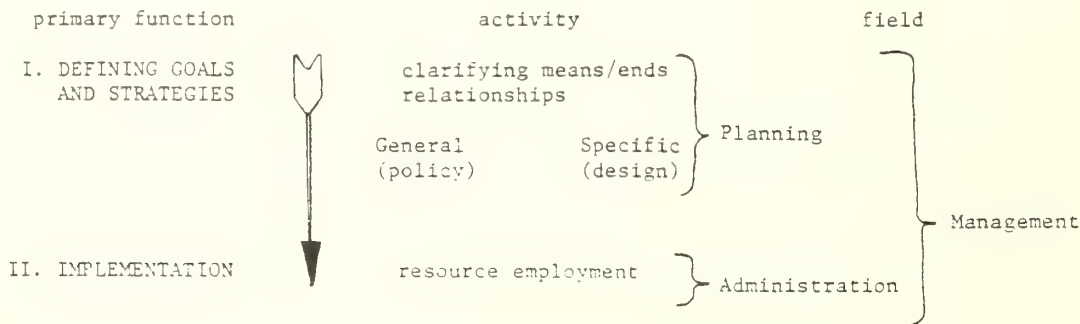 primary function activity field
I. DEFINING GOALS AND STRATEGIES
clarifying means/ends relationships
General (policy)
Specific (design)
Planning
Management
II. IMPLEMENTATION
resource employment
Administration